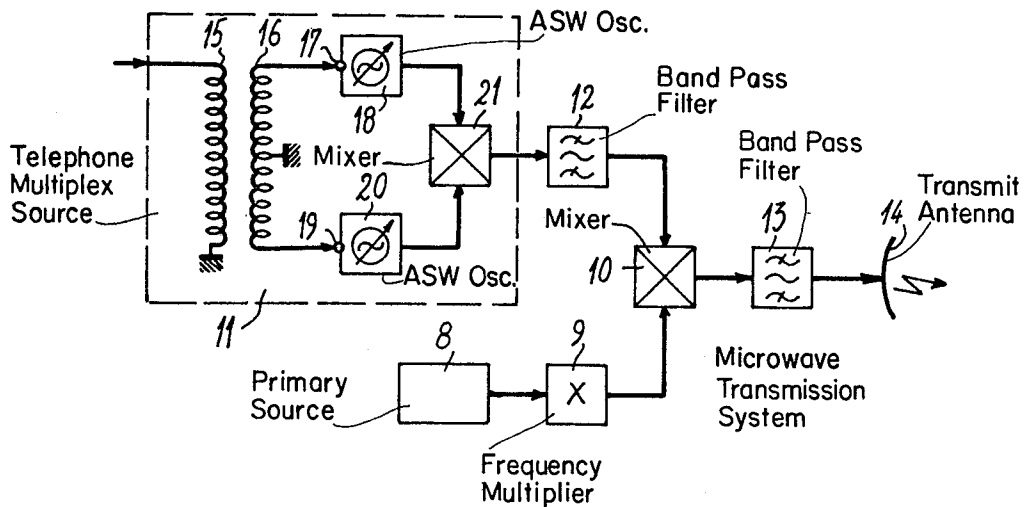 15
16
17
ASW Osc.
18
21
Mixer
12
Band Pass
Filter
Telephone
Multiplex
Source
20
19
ASW Osc.
11
Band Pass
Filter
Mixer
10
13
Transmit
Antenna
14
8
Primary
Source
9
X
Frequency
Multiplier
Microwave
Transmission
System